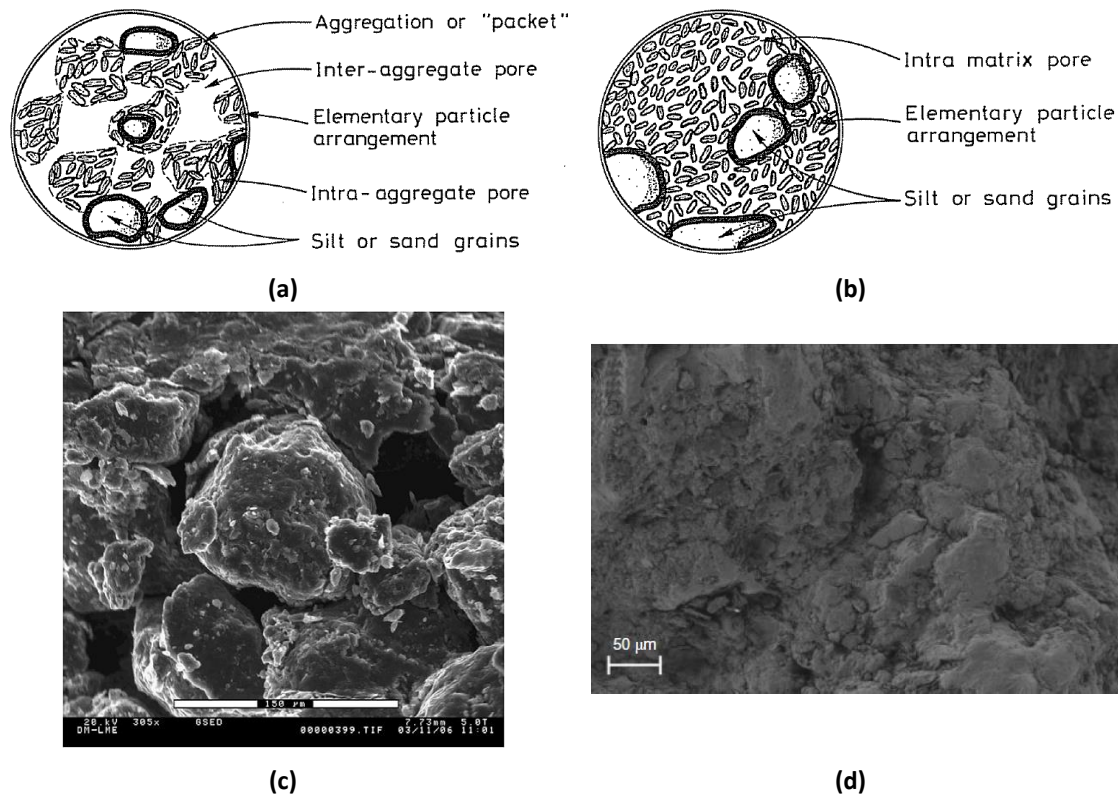 Aggregation or "packet"
Inter-aggregate pore
Elementary particle
arrangement
Intra-aggregate pore
Silt or sand grains
(a)
Intra matrix pore
Elementary particle
arrangement
Silt or sand grains
(b)
150 µm
20.kV 305x GSED 7.73mm 5.0T
DM-LME 00000399.TIF 03/11/06 11:01
(c)
50 µm
(d)